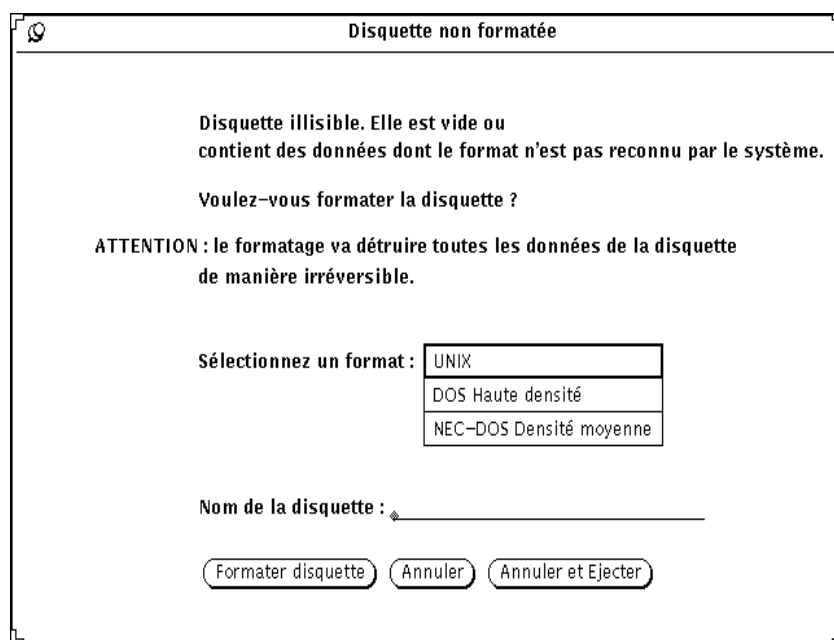 Disquette non formatée
Disquette illisible. Elle est vide ou
contient des données dont le format n'est pas reconnu par le système.
Voulez-vous formater la disquette ?
ATTENTION : le formatage va détruire toutes les données de la disquette
de manière irréversible.
Sélectionnez un format : UNIX
DOS Haute densité
NEC-DOS Densité moyenne
Nom de la disquette :
Formater disquette Annuler Annuler et Ejecter